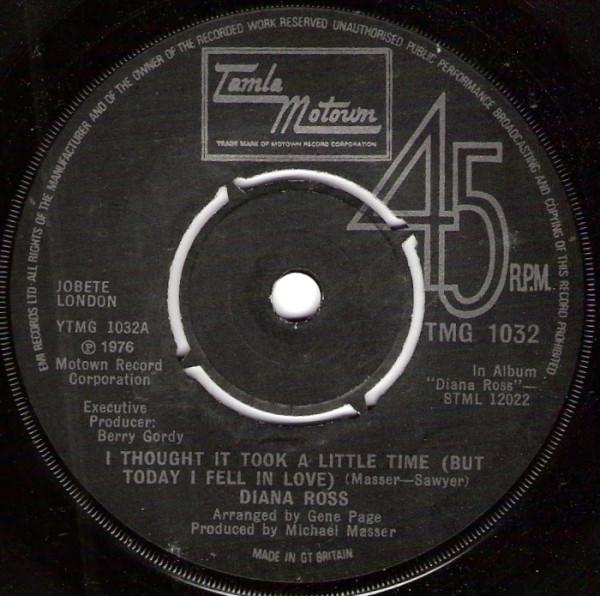 EMI RECORDS LTD·ALL RIGHTS OF THE MANUFACTURER AND OF THE OWNER OF THE RECORDED WORK RESERVED UNAUTHORISED PUBLIC PERFORMANCE BROADCASTING AND COPYING OF THIS RECORD PROHIBITED
Tamla
Motown
TRADE MARK OF MOTOWN RECORD CORPORATION
45
R.P.M.
JOBETE
LONDON
YTMG 1032A
℗ 1976
Motown Record
Corporation
Executive
Producer:
Berry Gordy
TMG 1032
In Album
"Diana Ross"—
STML 12022
I THOUGHT IT TOOK A LITTLE TIME (BUT
TODAY I FELL IN LOVE) (Masser—Sawyer)
DIANA ROSS
Arranged by Gene Page
Produced by Michael Masser
MADE IN GT BRITAIN